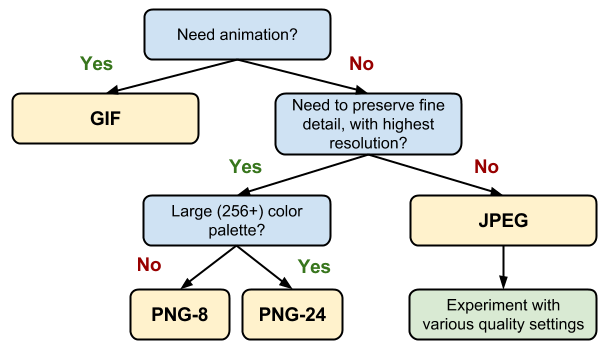 Need animation?
Yes
No
GIF
Need to preserve fine
detail, with highest
resolution?
Yes
No
Large (256+) color
palette?
JPEG
No
Yes
PNG-8
PNG-24
Experiment with
various quality settings